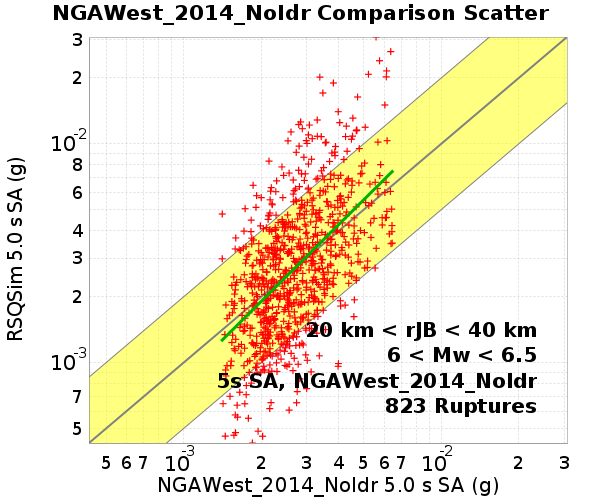 NGAWest_2014_NoIdr Comparison Scatter
3
2
10-2
8
6
4
3
2
10-3
7
5
RSQSim 5.0 s SA (g)
20 km < rJB < 40 km
6 < Mw < 6.5
5s SA, NGAWest_2014_NoIdr
823 Ruptures
5 6 7 10-3 2 3 4 5 6 7 10-2 2 3
NGAWest_2014_NoIdr 5.0 s SA (g)